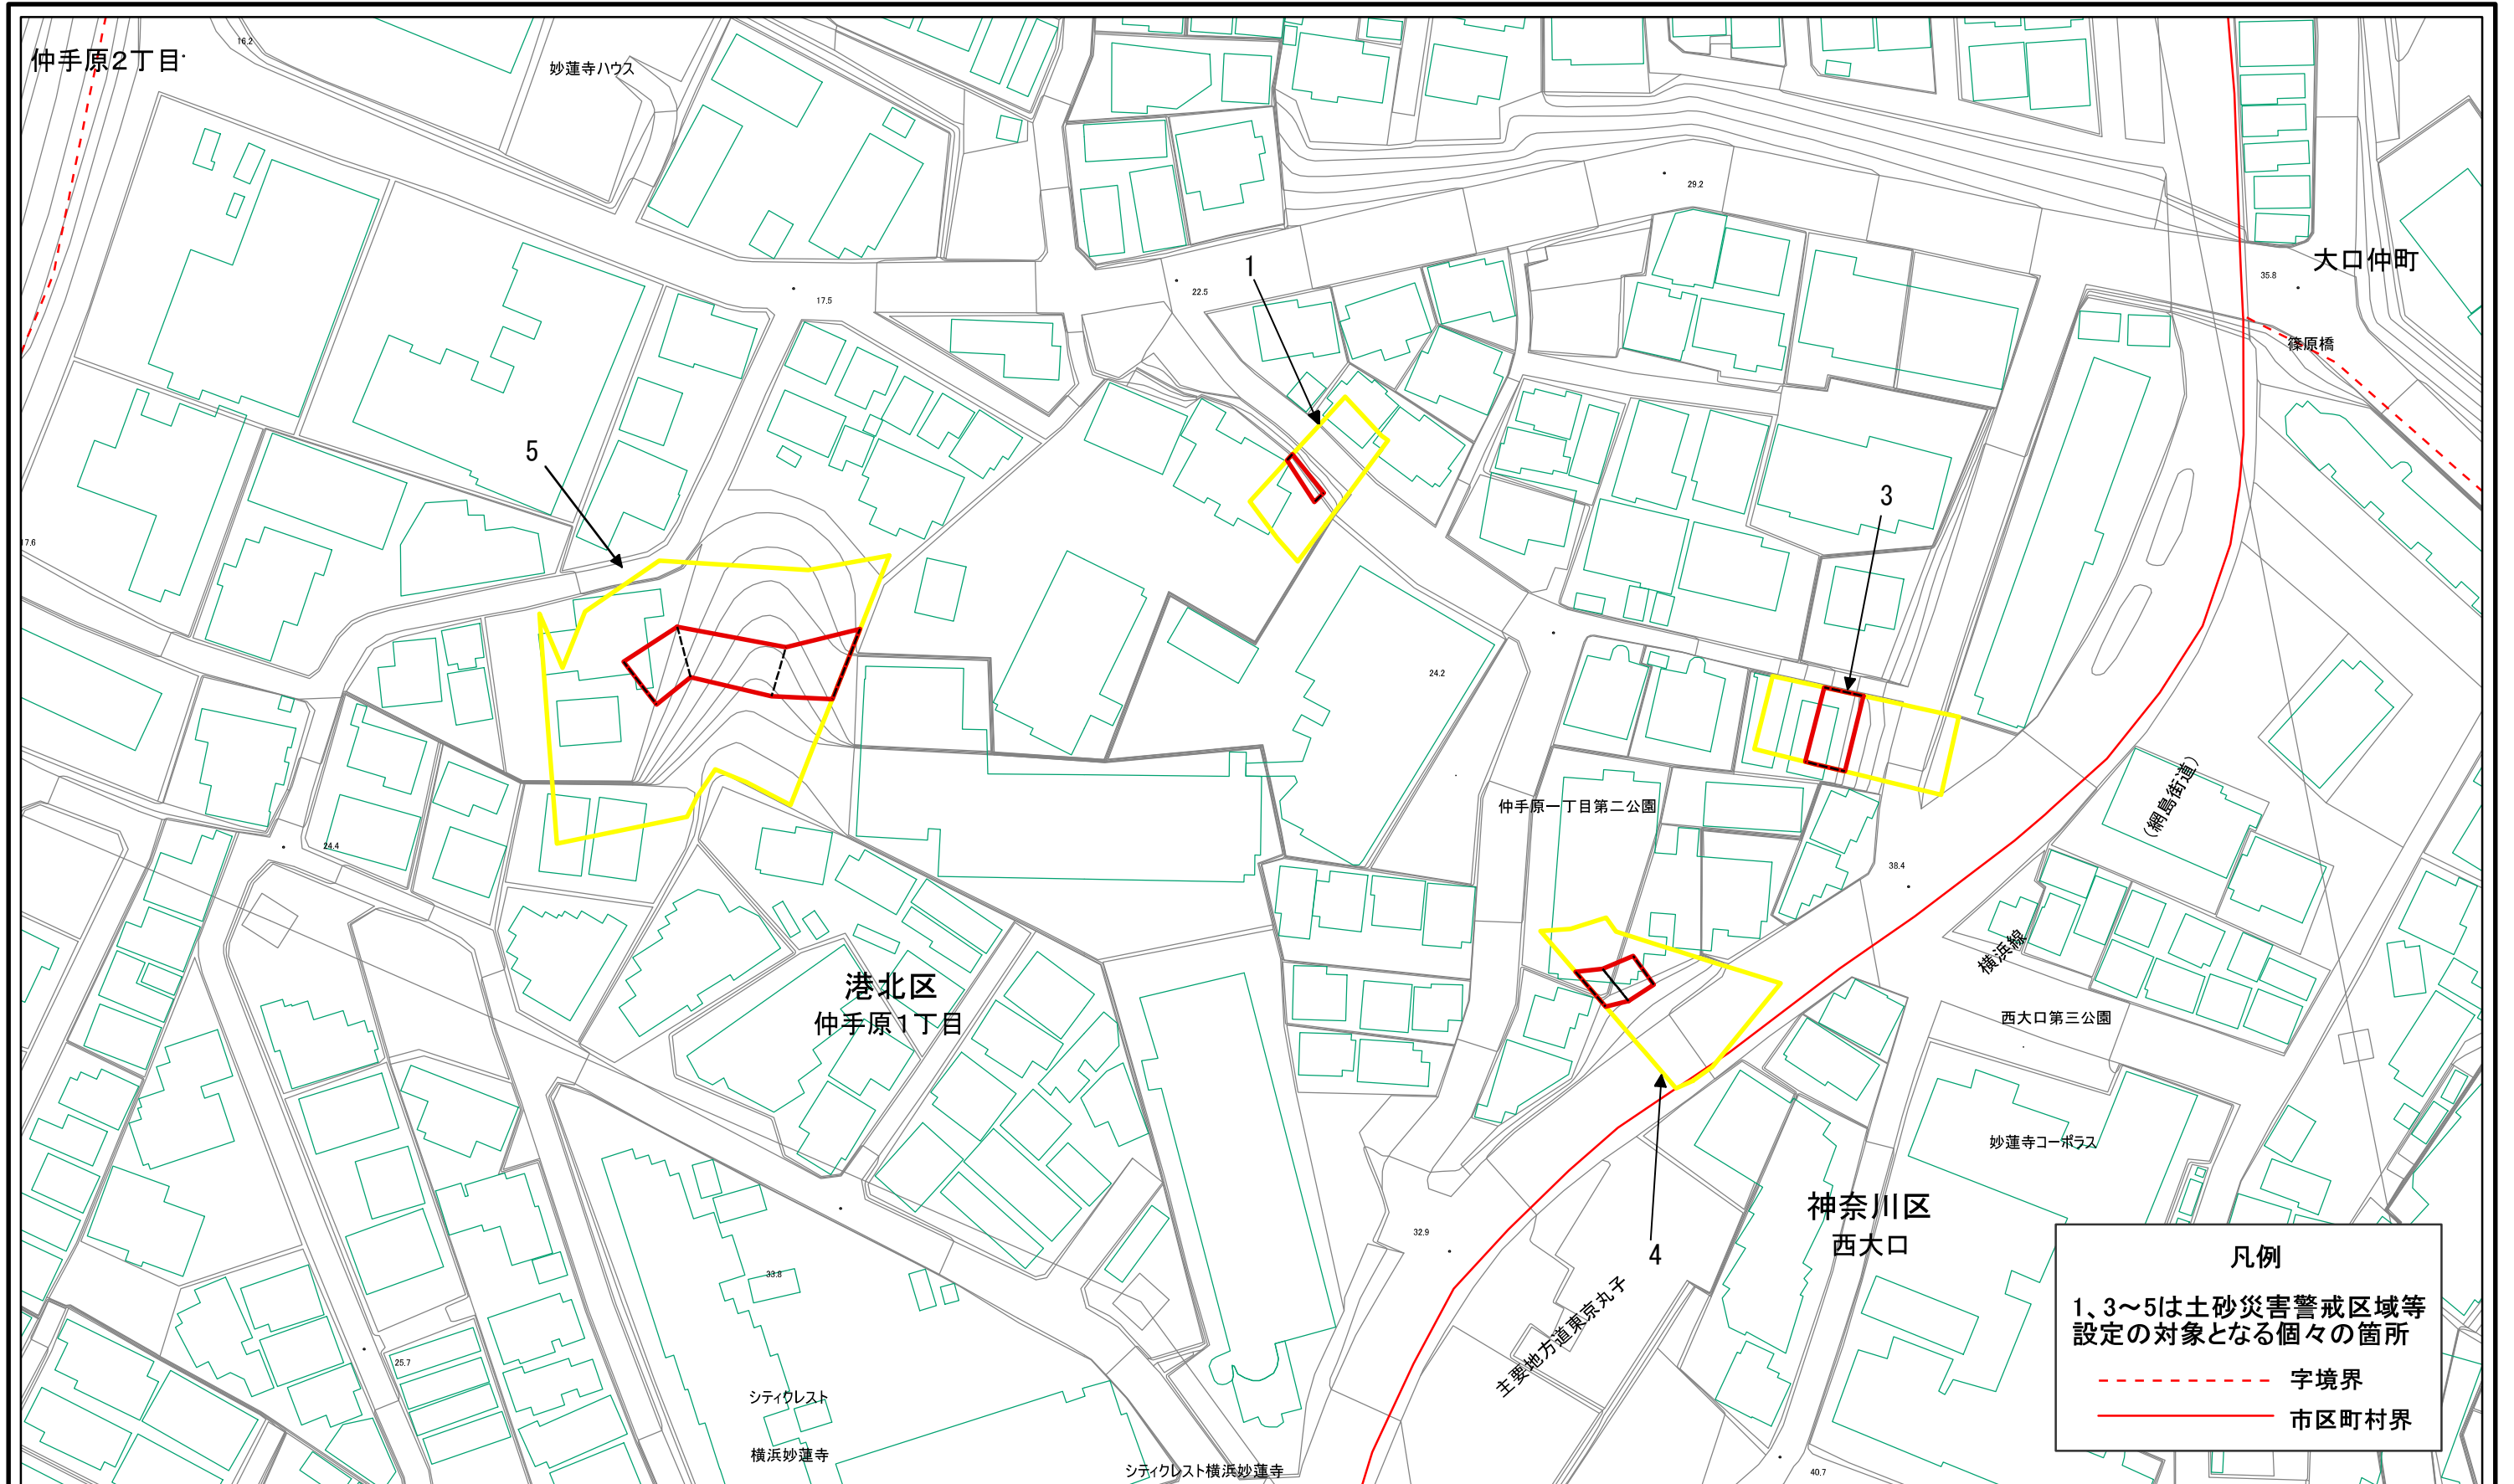 仲手原2丁目
16.2
妙蓮寺ハウス
29.2
大口仲町
35.8
篠原橋
17.5
22.5
1
5
3
17.6
24.2
仲手原一丁目第二公園
(綱島街道)
24.4
38.4
横浜線
港北区
仲手原1丁目
西大口第三公園
妙蓮寺コーポラス
神奈川区
西大口
32.9
4
33.8
主要地方道東京丸子
25.7
シティクレスト
横浜妙蓮寺
シティクレスト横浜妙蓮寺
40.7
凡例
1、3～5は土砂災害警戒区域等
設定の対象となる個々の箇所
字境界
市区町村界